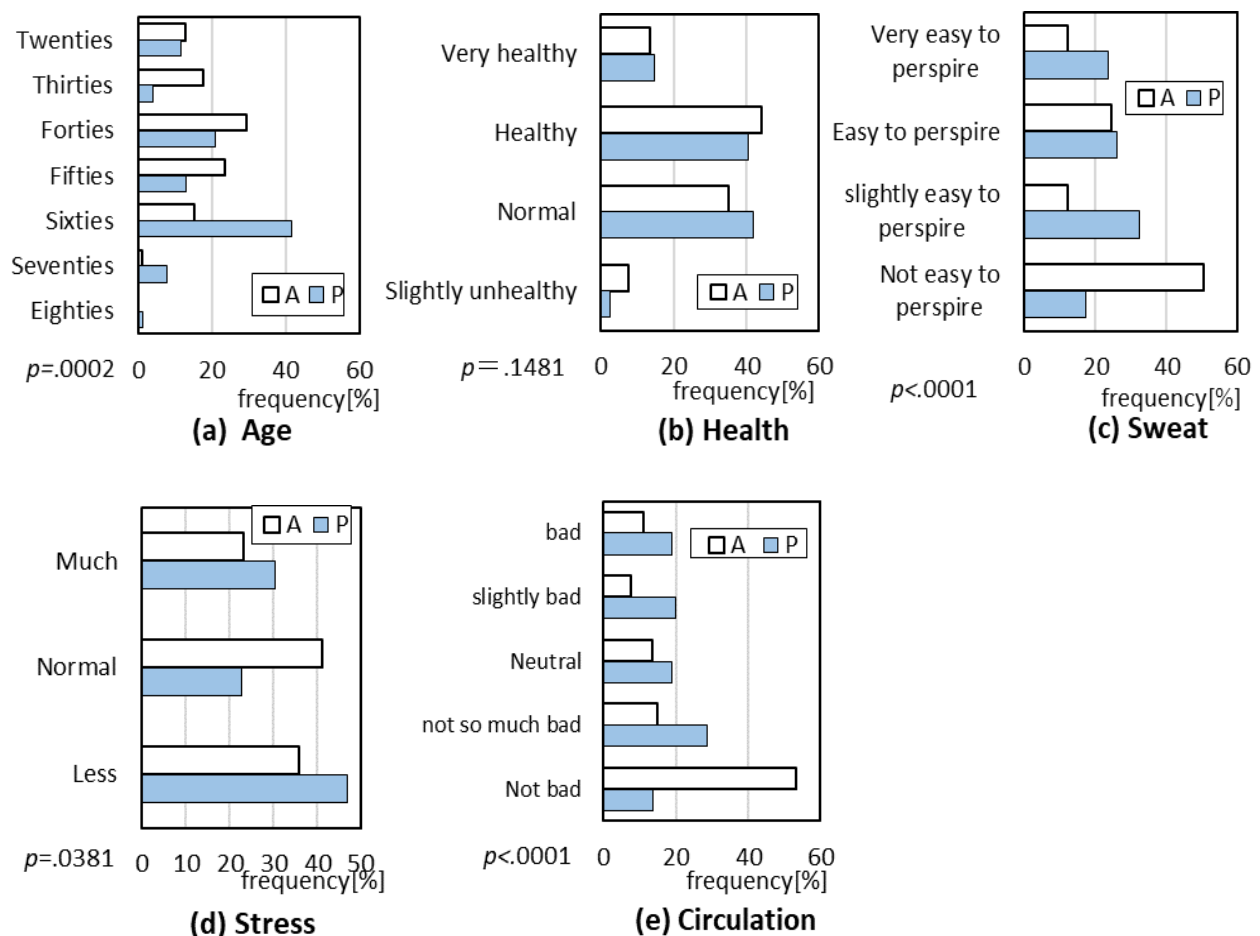 Twenties
Thirties
Forties
Fifties
Sixties
Seventies
Eighties
A P
p=.0002
0 20 40 60
frequency[%]
(a) Age
Very healthy
Healthy
Normal
Slightly unhealthy
A P
p＝.1481
0 20 40 60
frequency[%]
(b) Health
Very easy to
perspire
Easy to perspire
slightly easy to
perspire
Not easy to
perspire
A P
p<.0001
0 20 40 60
frequency[%]
(c) Sweat
A P
Much
Normal
Less
p=.0381
0 10 20 30 40 50
frequency[%]
(d) Stress
bad
slightly bad
Neutral
not so much bad
Not bad
A P
p<.0001
0 20 40 60
frequency[%]
(e) Circulation